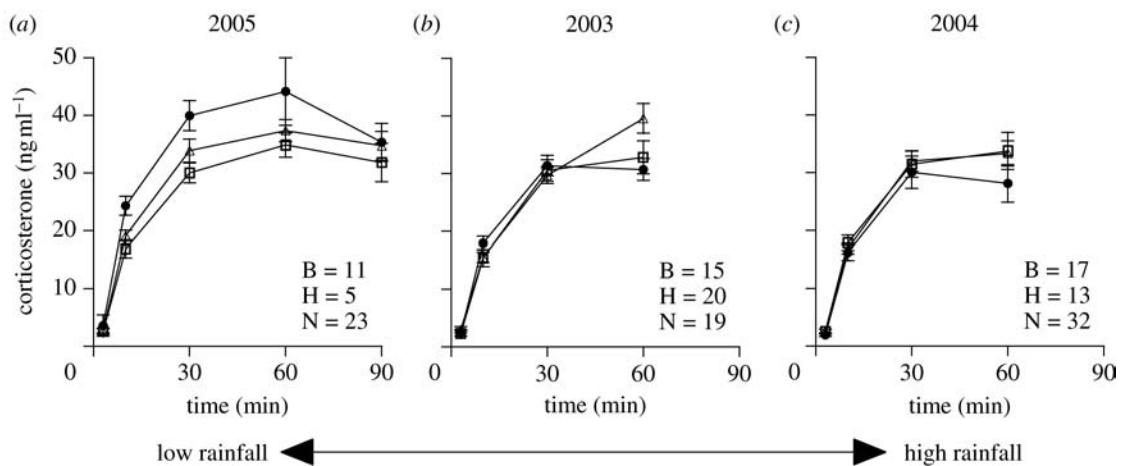 (a) 2005 (b) 2003 (c) 2004
corticosterone (ng ml⁻¹)
50
40
30
20
10
B = 11
H = 5
N = 23
B = 15
H = 20
N = 19
B = 17
H = 13
N = 32
0 30 60 90 0 30 60 90 0 30 60 90
time (min) time (min) time (min)
low rainfall high rainfall